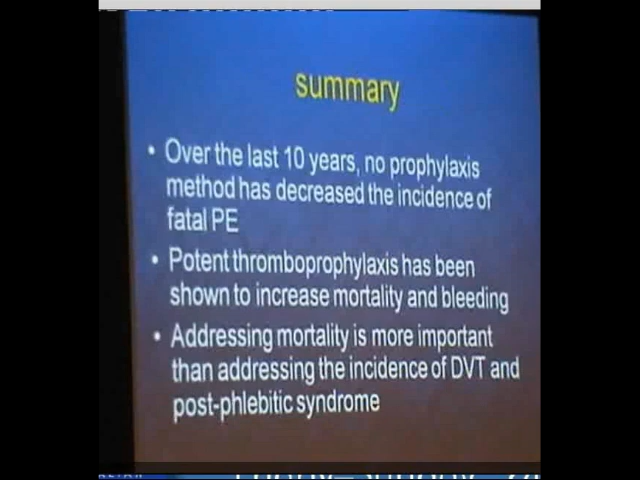 summary
• Over the last 10 years, no prophylaxis
method has decreased the incidence of
fatal PE
• Potent thromboprophylaxis has been
shown to increase mortality and bleeding
• Addressing mortality is more important
than addressing the incidence of DVT and
post-phlebitic syndrome